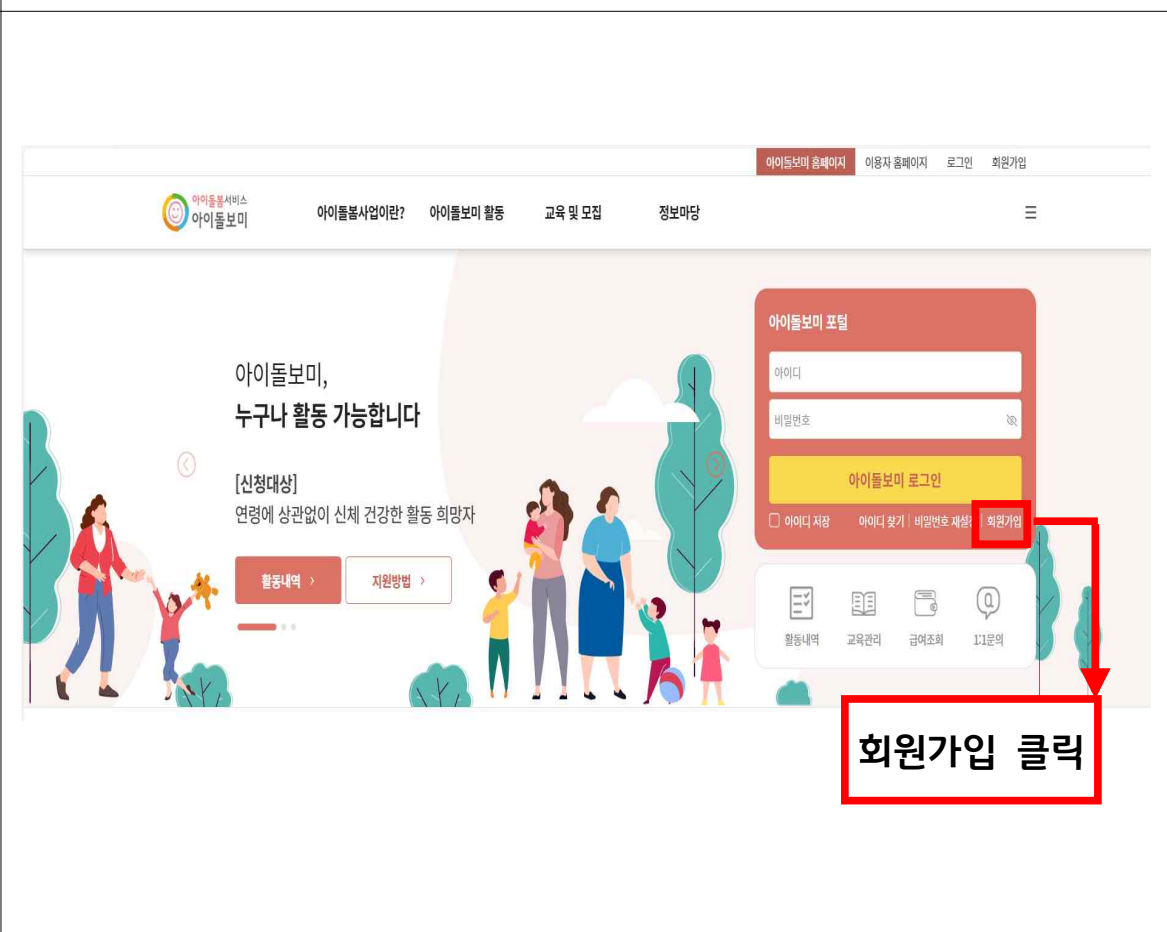 아이돌보미 홈페이지 이용자 홈페이지 로그인 회원가입
아이돌봄서비스
아이돌보미
아이돌봄사업이란? 아이돌보미 활동 교육 및 모집 정보마당
아이돌보미,
누구나 활동 가능합니다
[신청대상]
연령에 상관없이 신체 건강한 활동 희망자
활동내역 >
지원방법 >
아이돌보미 포털
아이디
비밀번호
아이돌보미 로그인
아이디 저장 아이디 찾기 | 비밀번호 재설정 | 회원가입
활동내역 교육관리 급여조회 1:1문의
회원가입 클릭